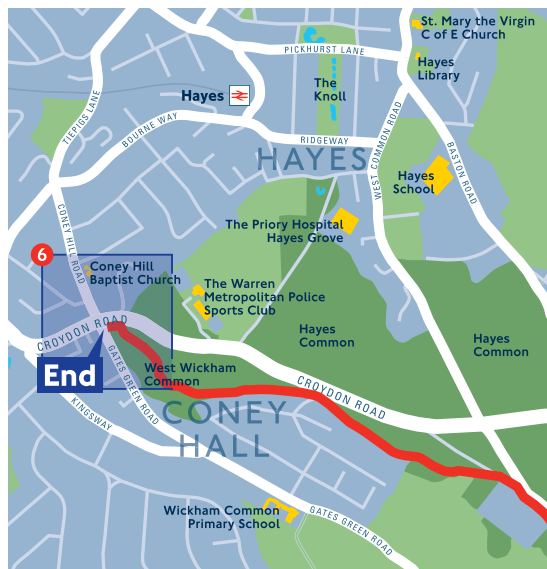 St. Mary the Virgin
C of E Church
PICKHURST LANE
Hayes
Library
The
Knoll
Hayes
TIEPIGS LANE
BOURNE WAY
WEST COMMON ROAD
RIDGEWAY
BASTON ROAD
HAYES
Hayes
School
CONEY HILL ROAD
The Priory Hospital
Hayes Grove
6
Coney Hill
Baptist Church
The Warren
Metropolitan Police
Sports Club
CROYDON ROAD
Hayes
Common
Hayes
Common
End
GATES GREEN ROAD
West Wickham
Common
CROYDON ROAD
KINGSWAY
CONEY
HALL
Wickham Common
Primary School
GATES GREEN ROAD